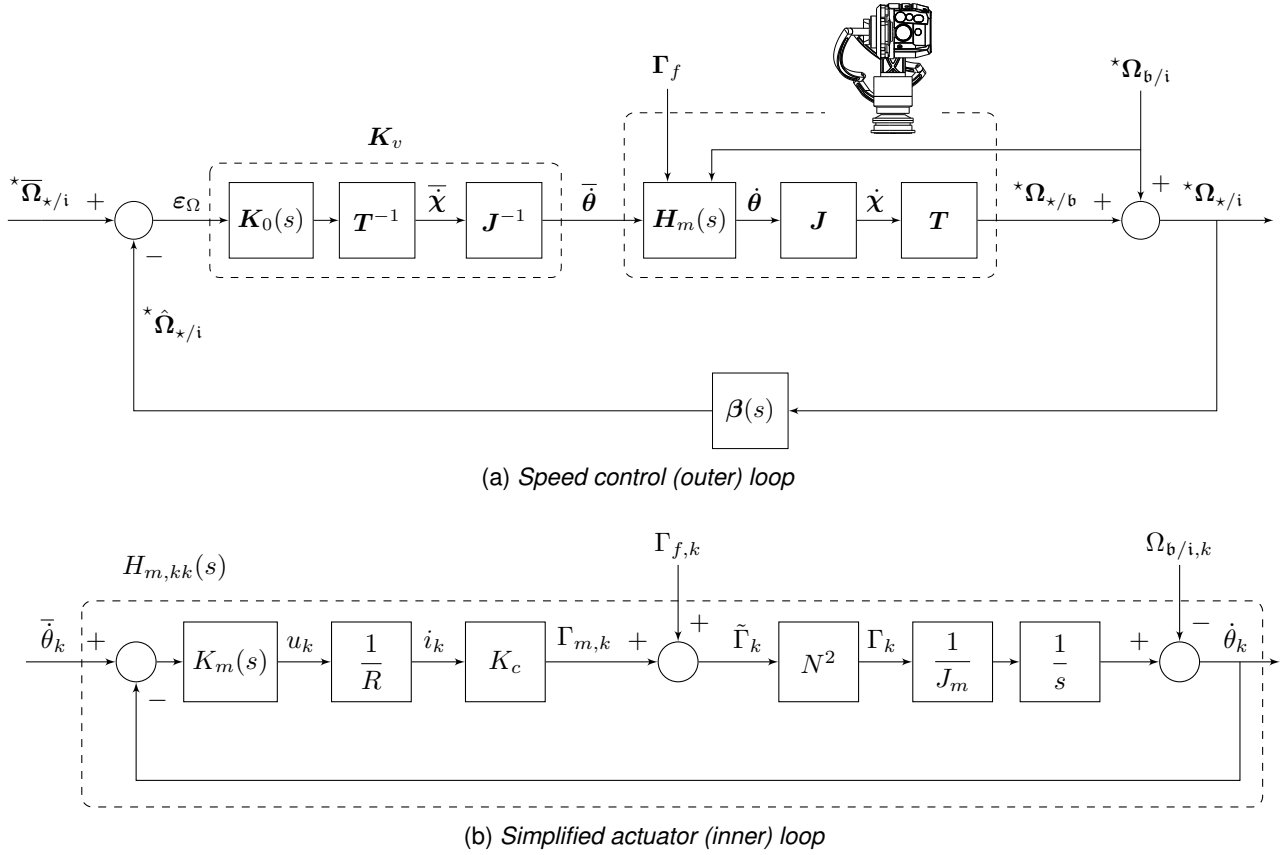 Γ_f
⋆Ω_b/i
K_v
⋆Ω̅_⋆/i + ε_Ω K_0(s) T⁻¹ χ̇̅ J⁻¹ θ̇̅ H_m(s) θ̇ J χ̇ T ⋆Ω_⋆/b + + ⋆Ω_⋆/i
−
⋆Ω̂_⋆/i
β(s)
(a) Speed control (outer) loop
H_m,kk(s) Γ_f,k Ω_b/i,k
θ̇̅_k + K_m(s) u_k 1/R i_k K_c Γ_m,k + + Γ̃_k N² Γ_k 1/J_m 1/s + − θ̇_k
−
(b) Simplified actuator (inner) loop